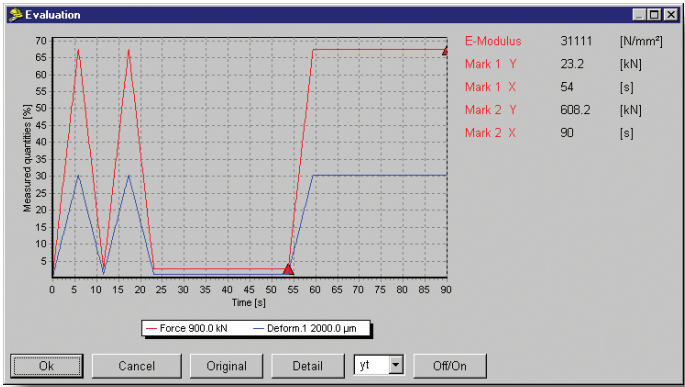 Evaluation
E-Modulus 31111 [N/mm²]
Mark 1 Y 23.2 [kN]
Mark 1 X 54 [s]
Mark 2 Y 608.2 [kN]
Mark 2 X 90 [s]
Measured quantities [%]
70
65
60
55
50
45
40
35
30
25
20
15
10
5
0 5 10 15 20 25 30 35 40 45 50 55 60 65 70 75 80 85 90
Time [s]
Force 900.0 kN Deform.1 2000.0 µm
Ok Cancel Original Detail yt Off/On